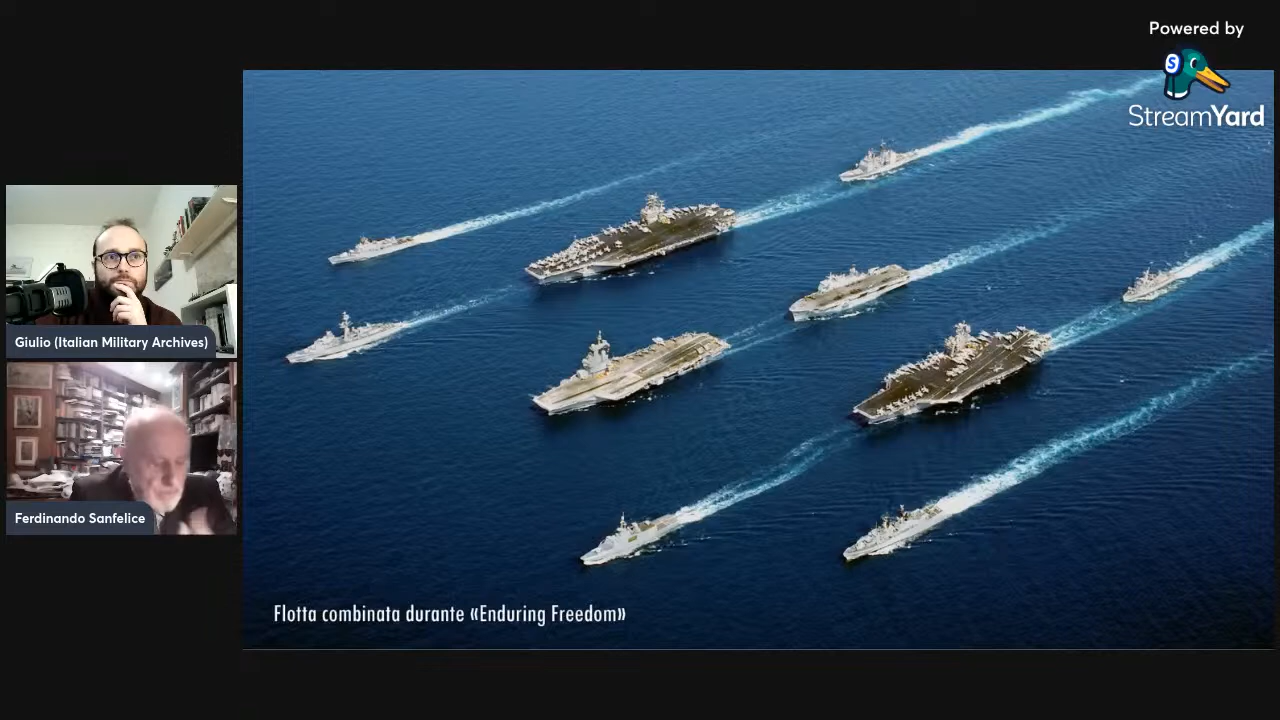 Powered by
StreamYard
Giulio (Italian Military Archives)
Ferdinando Sanfelice
Flotta combinata durante «Enduring Freedom»